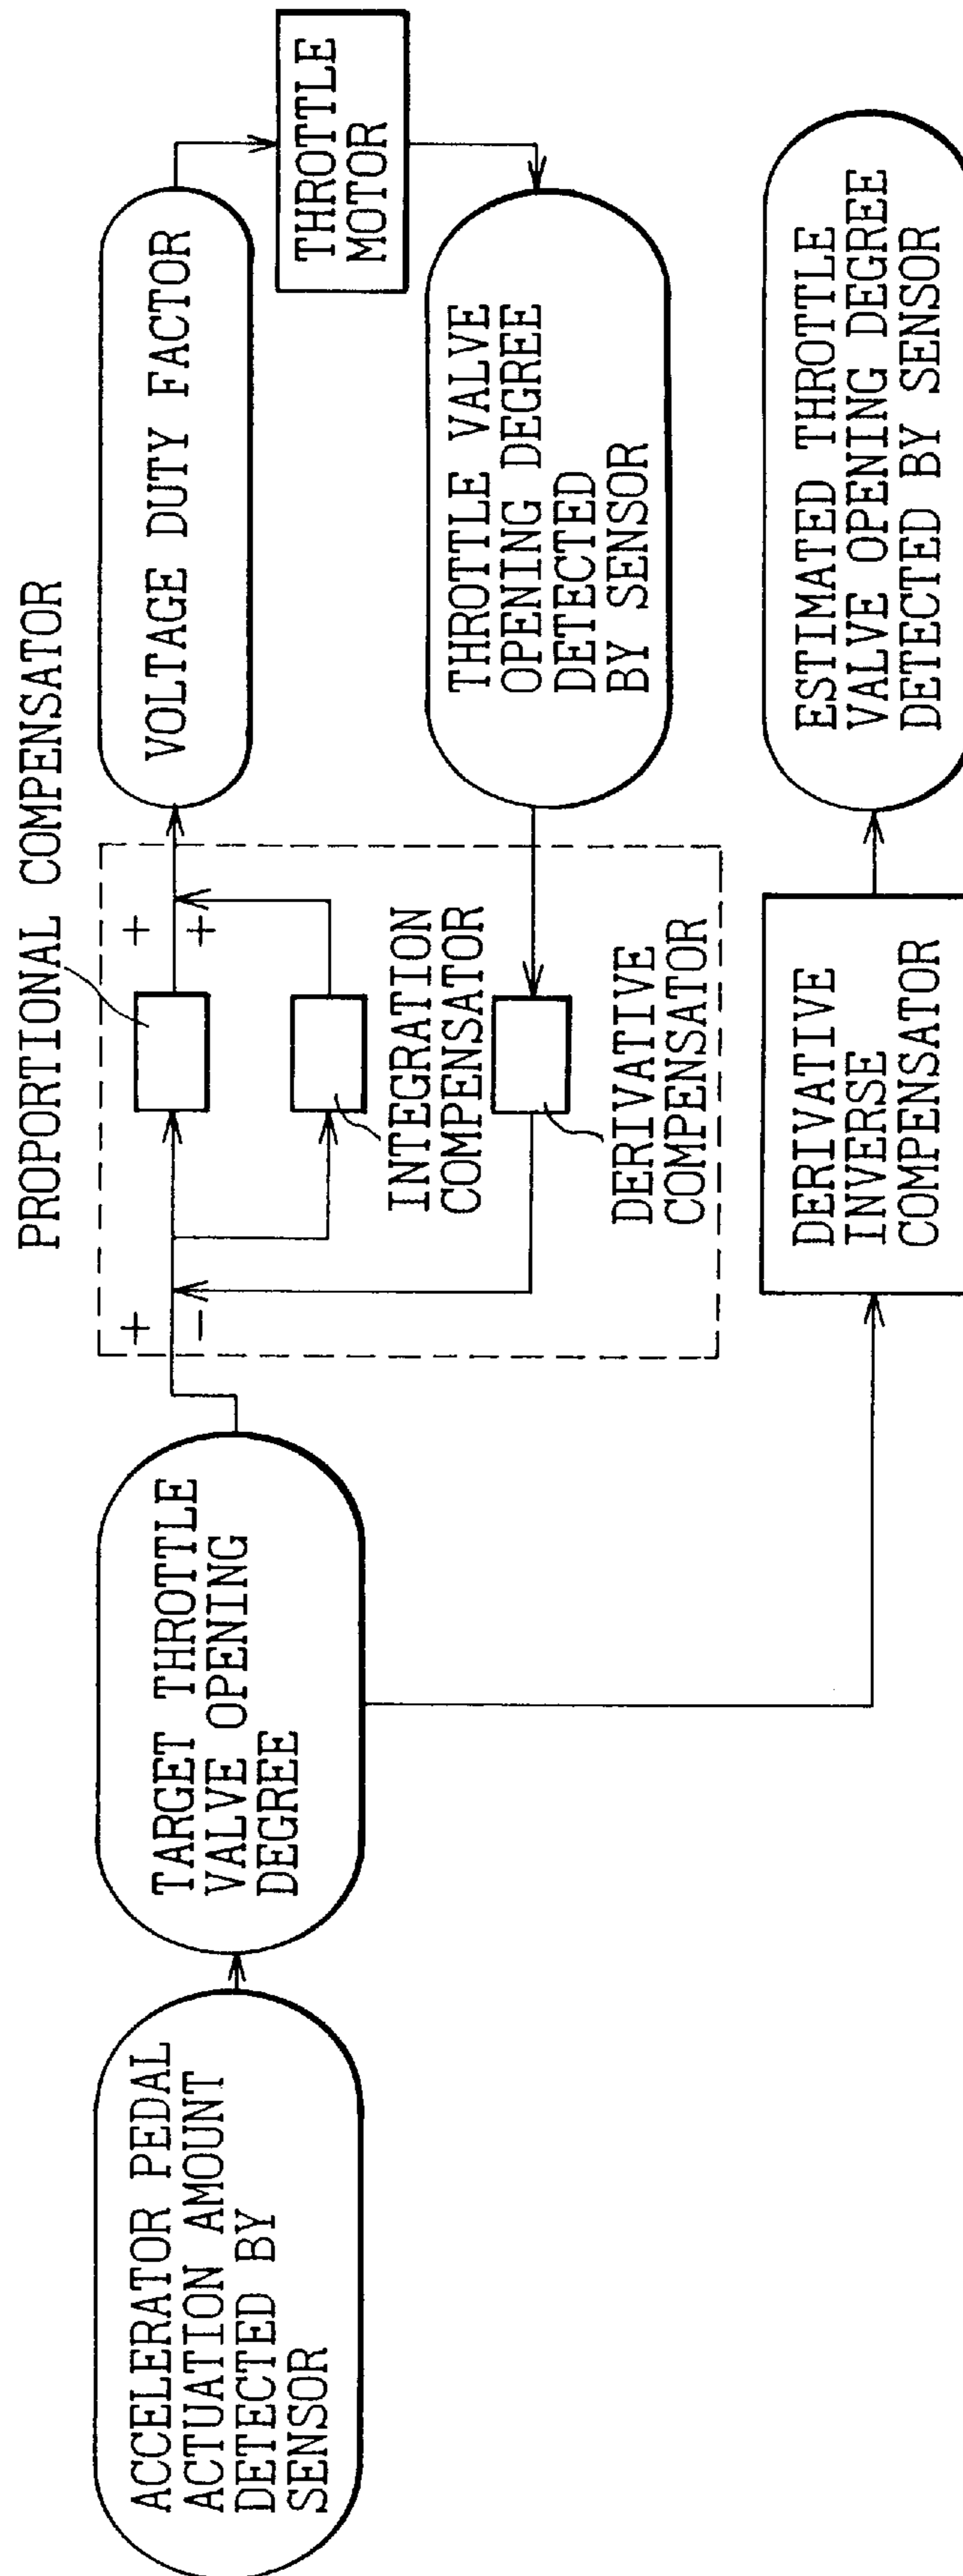 ACCELERATOR PEDAL
ACTUATION AMOUNT
DETECTED BY
SENSOR
TARGET THROTTLE
VALVE OPENING
DEGREE
PROPORTIONAL COMPENSATOR
+
-
+
+
INTEGRATION
COMPENSATOR
DERIVATIVE
COMPENSATOR
VOLTAGE DUTY FACTOR
THROTTLE
MOTOR
THROTTLE VALVE
OPENING DEGREE
DETECTED
BY SENSOR
DERIVATIVE
INVERSE
COMPENSATOR
ESTIMATED THROTTLE
VALVE OPENING DEGREE
DETECTED BY SENSOR